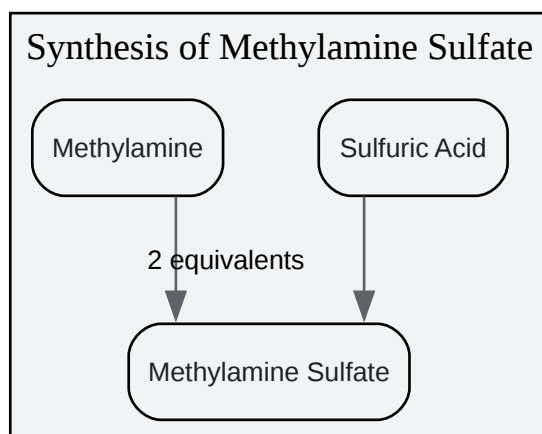 Synthesis of Methylamine Sulfate
Methylamine
Sulfuric Acid
2 equivalents
Methylamine Sulfate